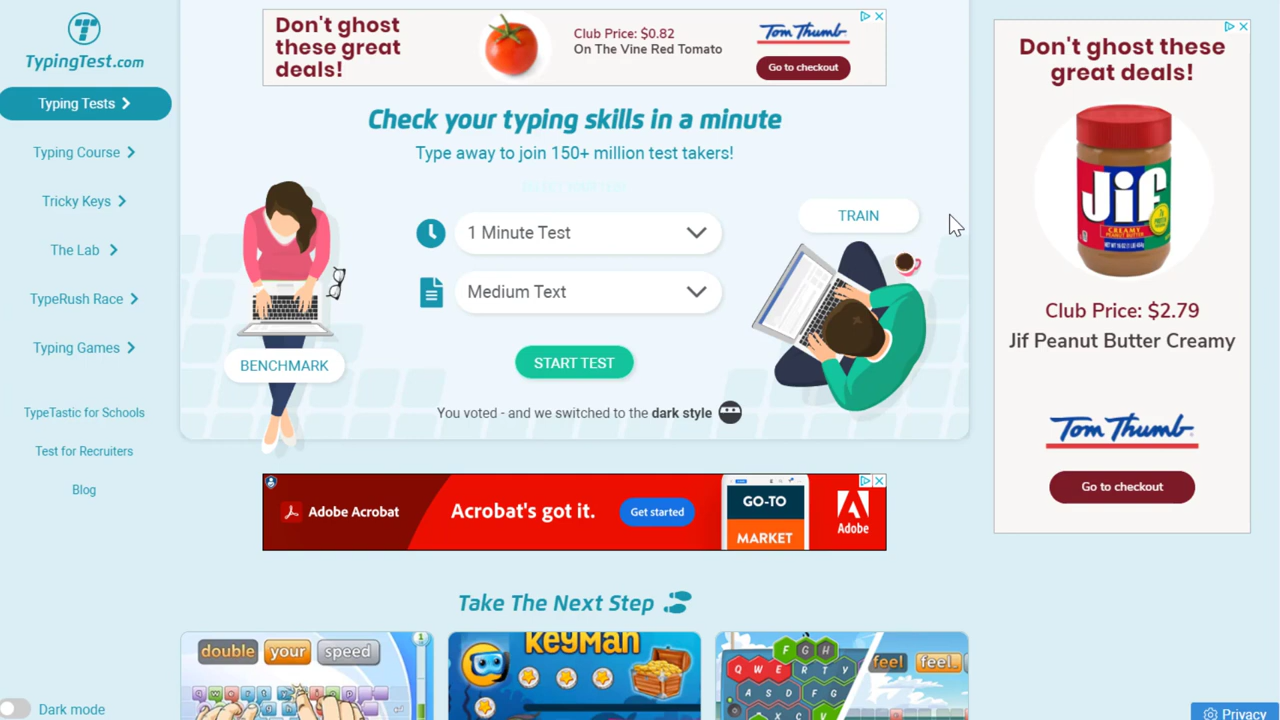 TypingTest.com
Typing Tests
Typing Course
Tricky Keys
The Lab
TypeRush Race
Typing Games
TypeTastic for Schools
Test for Recruiters
Blog
Dark mode
Don't ghost
these great
deals!
Club Price: $0.82
On The Vine Red Tomato
Tom Thumb
Go to checkout
Check your typing skills in a minute
Type away to join 150+ million test takers!
1 Minute Test
Medium Text
START TEST
BENCHMARK
TRAIN
You voted - and we switched to the dark style
Adobe Acrobat
Acrobat's got it.
Get started
GO-TO
MARKET
Adobe
Take The Next Step
double your speed
KeyMan
F G H
Q W E R T Y
A S D F G
X C V
feel feel..
Don't ghost these
great deals!
Jif
CREAMY
PEANUT BUTTER
Club Price: $2.79
Jif Peanut Butter Creamy
Tom Thumb
Go to checkout
Privacy